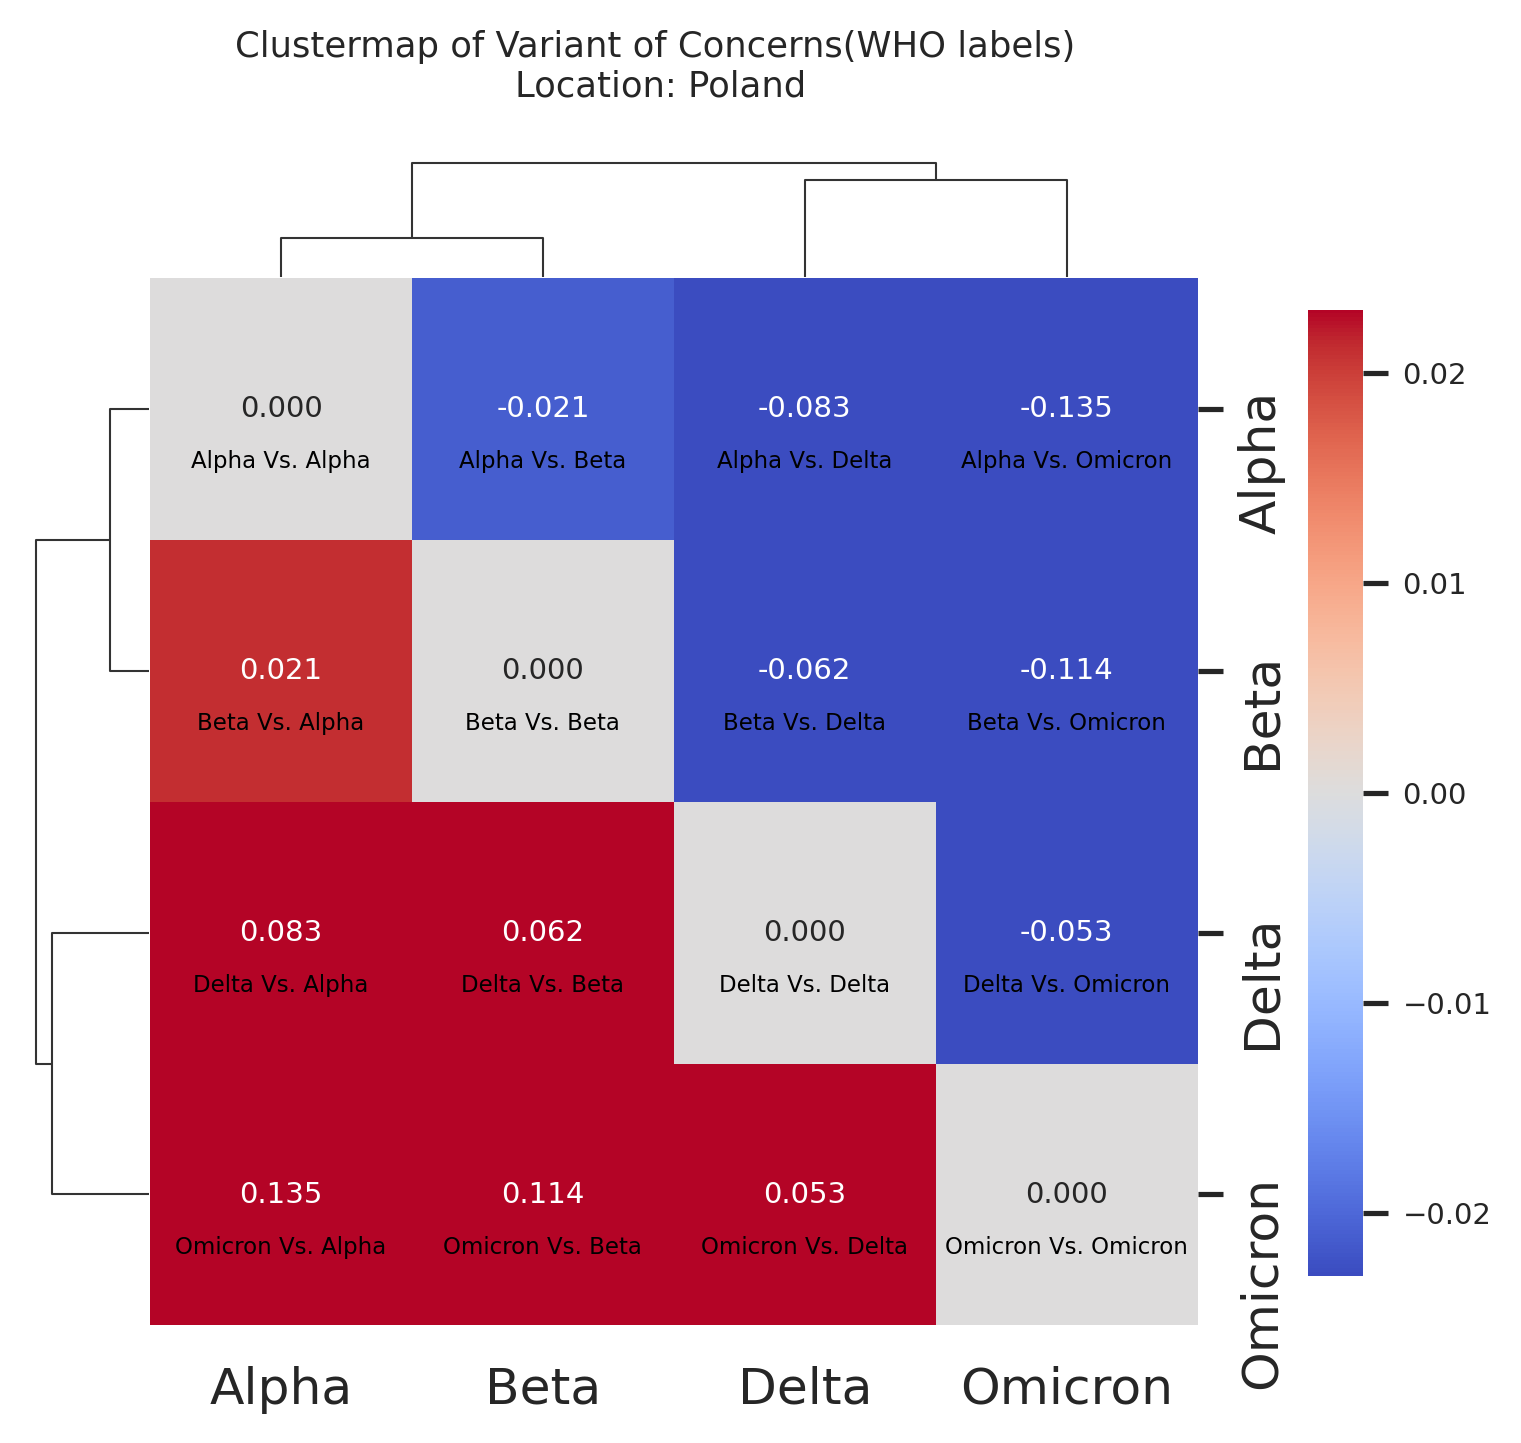 Clustermap of Variant of Concerns(WHO labels)
Location: Poland
0.000
Alpha Vs. Alpha
-0.021
Alpha Vs. Beta
-0.083
Alpha Vs. Delta
-0.135
Alpha Vs. Omicron
Alpha
0.021
Beta Vs. Alpha
0.000
Beta Vs. Beta
-0.062
Beta Vs. Delta
-0.114
Beta Vs. Omicron
Beta
0.083
Delta Vs. Alpha
0.062
Delta Vs. Beta
0.000
Delta Vs. Delta
-0.053
Delta Vs. Omicron
Delta
0.135
Omicron Vs. Alpha
0.114
Omicron Vs. Beta
0.053
Omicron Vs. Delta
0.000
Omicron Vs. Omicron
Omicron
Alpha
Beta
Delta
Omicron
0.02
0.01
0.00
−0.01
−0.02